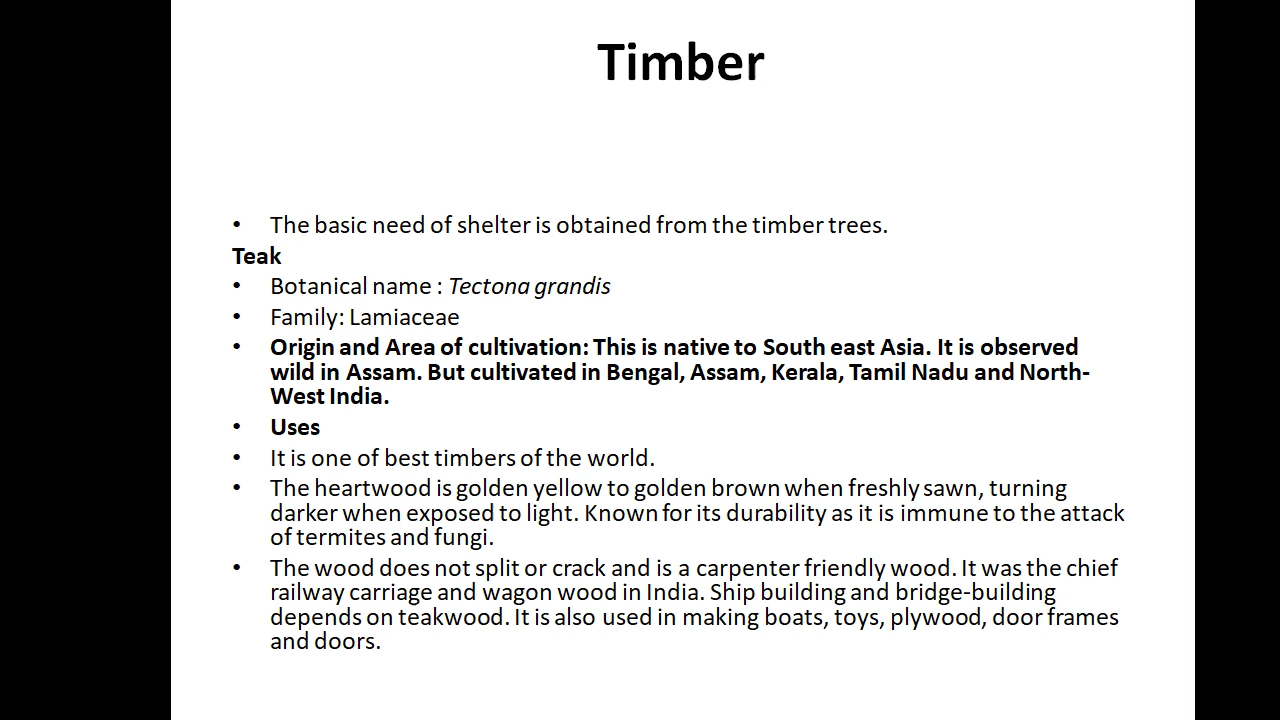 Timber
• The basic need of shelter is obtained from the timber trees.
Teak
• Botanical name : Tectona grandis
• Family: Lamiaceae
• Origin and Area of cultivation: This is native to South east Asia. It is observed
wild in Assam. But cultivated in Bengal, Assam, Kerala, Tamil Nadu and North-
West India.
• Uses
• It is one of best timbers of the world.
• The heartwood is golden yellow to golden brown when freshly sawn, turning
darker when exposed to light. Known for its durability as it is immune to the attack
of termites and fungi.
• The wood does not split or crack and is a carpenter friendly wood. It was the chief
railway carriage and wagon wood in India. Ship building and bridge-building
depends on teakwood. It is also used in making boats, toys, plywood, door frames
and doors.